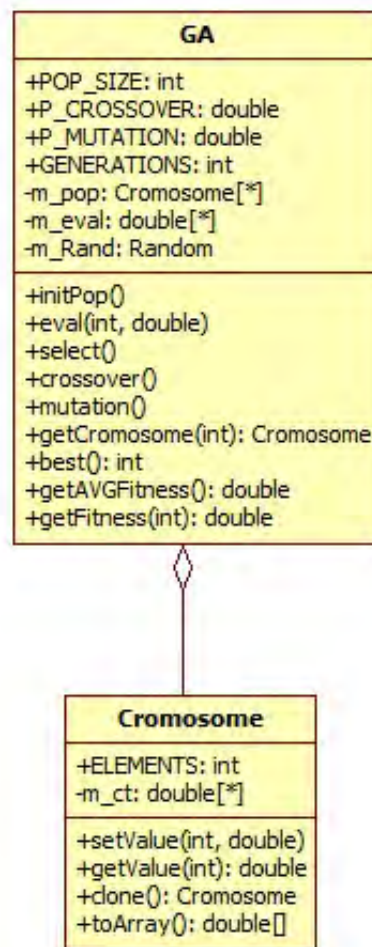 GA
+POP_SIZE: int
+P_CROSSOVER: double
+P_MUTATION: double
+GENERATIONS: int
-m_pop: Cromosome[*]
-m_eval: double[*]
-m_Rand: Random
+initPop()
+eval(int, double)
+select()
+crossover()
+mutation()
+getCromosome(int): Cromosome
+best(): int
+getAVGFitness(): double
+getFitness(int): double
Cromosome
+ELEMENTS: int
-m_ct: double[*]
+setValue(int, double)
+getValue(int): double
+clone(): Cromosome
+toArray(): double[]